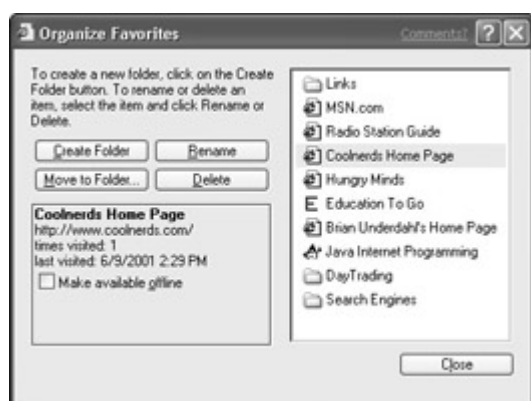 Organize Favorites
Comments?
To create a new folder, click on the Create
Folder button. To rename or delete an
item, select the item and click Rename or
Delete.
Create Folder
Rename
Move to Folder...
Delete
Coolnerds Home Page
http://www.coolnerds.com/
times visited: 1
last visited: 6/9/2001 2:29 PM
Make available offline
Links
MSN.com
Radio Station Guide
Coolnerds Home Page
Hungry Minds
E Education To Go
Brian Underdahl's Home Page
Java Internet Programming
DayTrading
Search Engines
Close